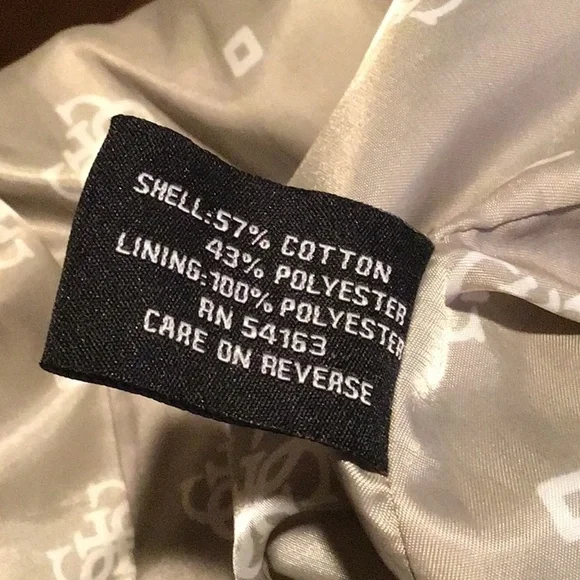 SHELL:57% COTTON
43% POLYESTER
LINING:100% POLYESTER
RN 54163
CARE ON REVERSE